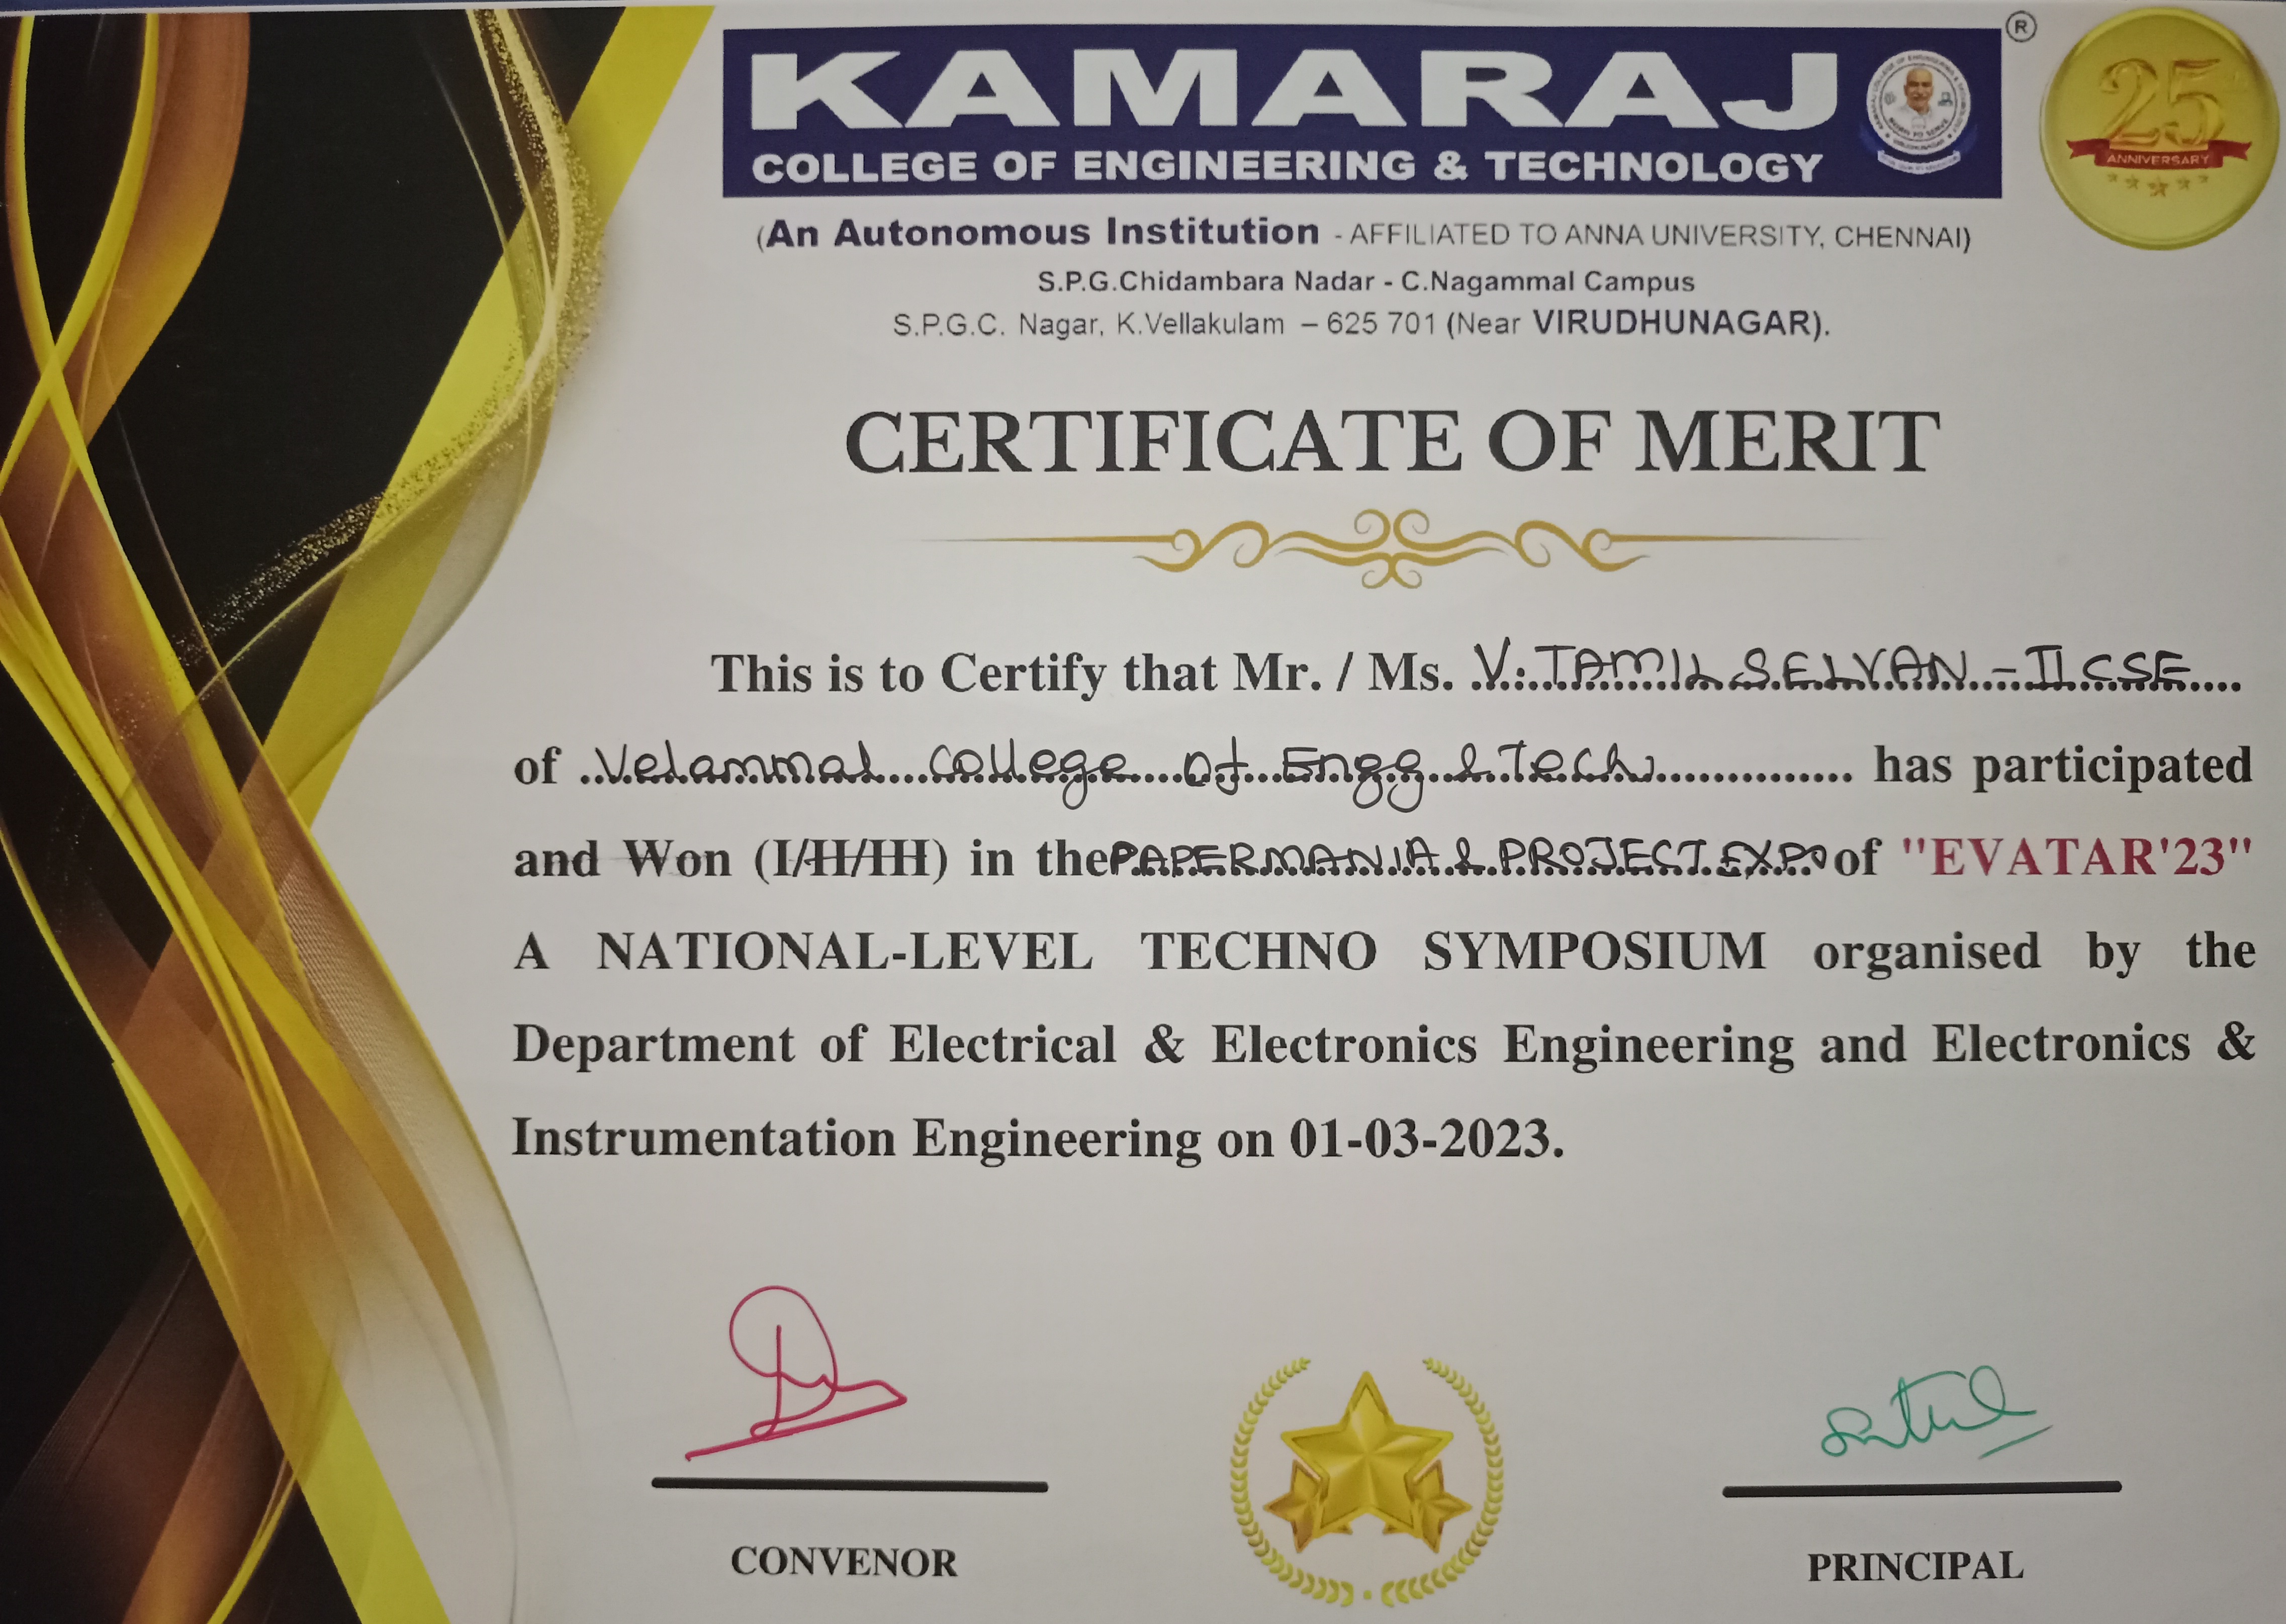 KAMARAJ
COLLEGE OF ENGINEERING & TECHNOLOGY
®
25
ANNIVERSARY
(An Autonomous Institution - AFFILIATED TO ANNA UNIVERSITY, CHENNAI)
S.P.G.Chidambara Nadar - C.Nagammal Campus
S.P.G.C. Nagar, K.Vellakulam – 625 701 (Near VIRUDHUNAGAR).
CERTIFICATE OF MERIT
This is to Certify that Mr. / Ms. V. TAMIL SELVAN - II CSE
of Velammal college of Engg & Tech has participated
and Won (I/II/III) in the PAPERMANIA & PROJECT EXPO of "EVATAR'23"
A NATIONAL-LEVEL TECHNO SYMPOSIUM organised by the
Department of Electrical & Electronics Engineering and Electronics &
Instrumentation Engineering on 01-03-2023.
CONVENOR
PRINCIPAL